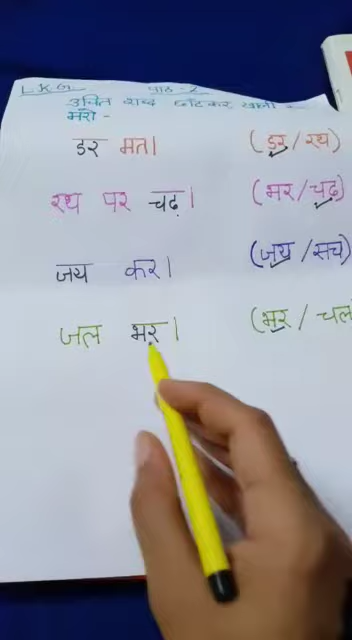 LKG पाठ-2
उचित शब्द छाँटकर खाली
भरो -
डर मत। (डर / रथ)
रथ पर चढ़। (भर / चढ़)
जय कर। (जय / सच)
जल भर। (भर / चल